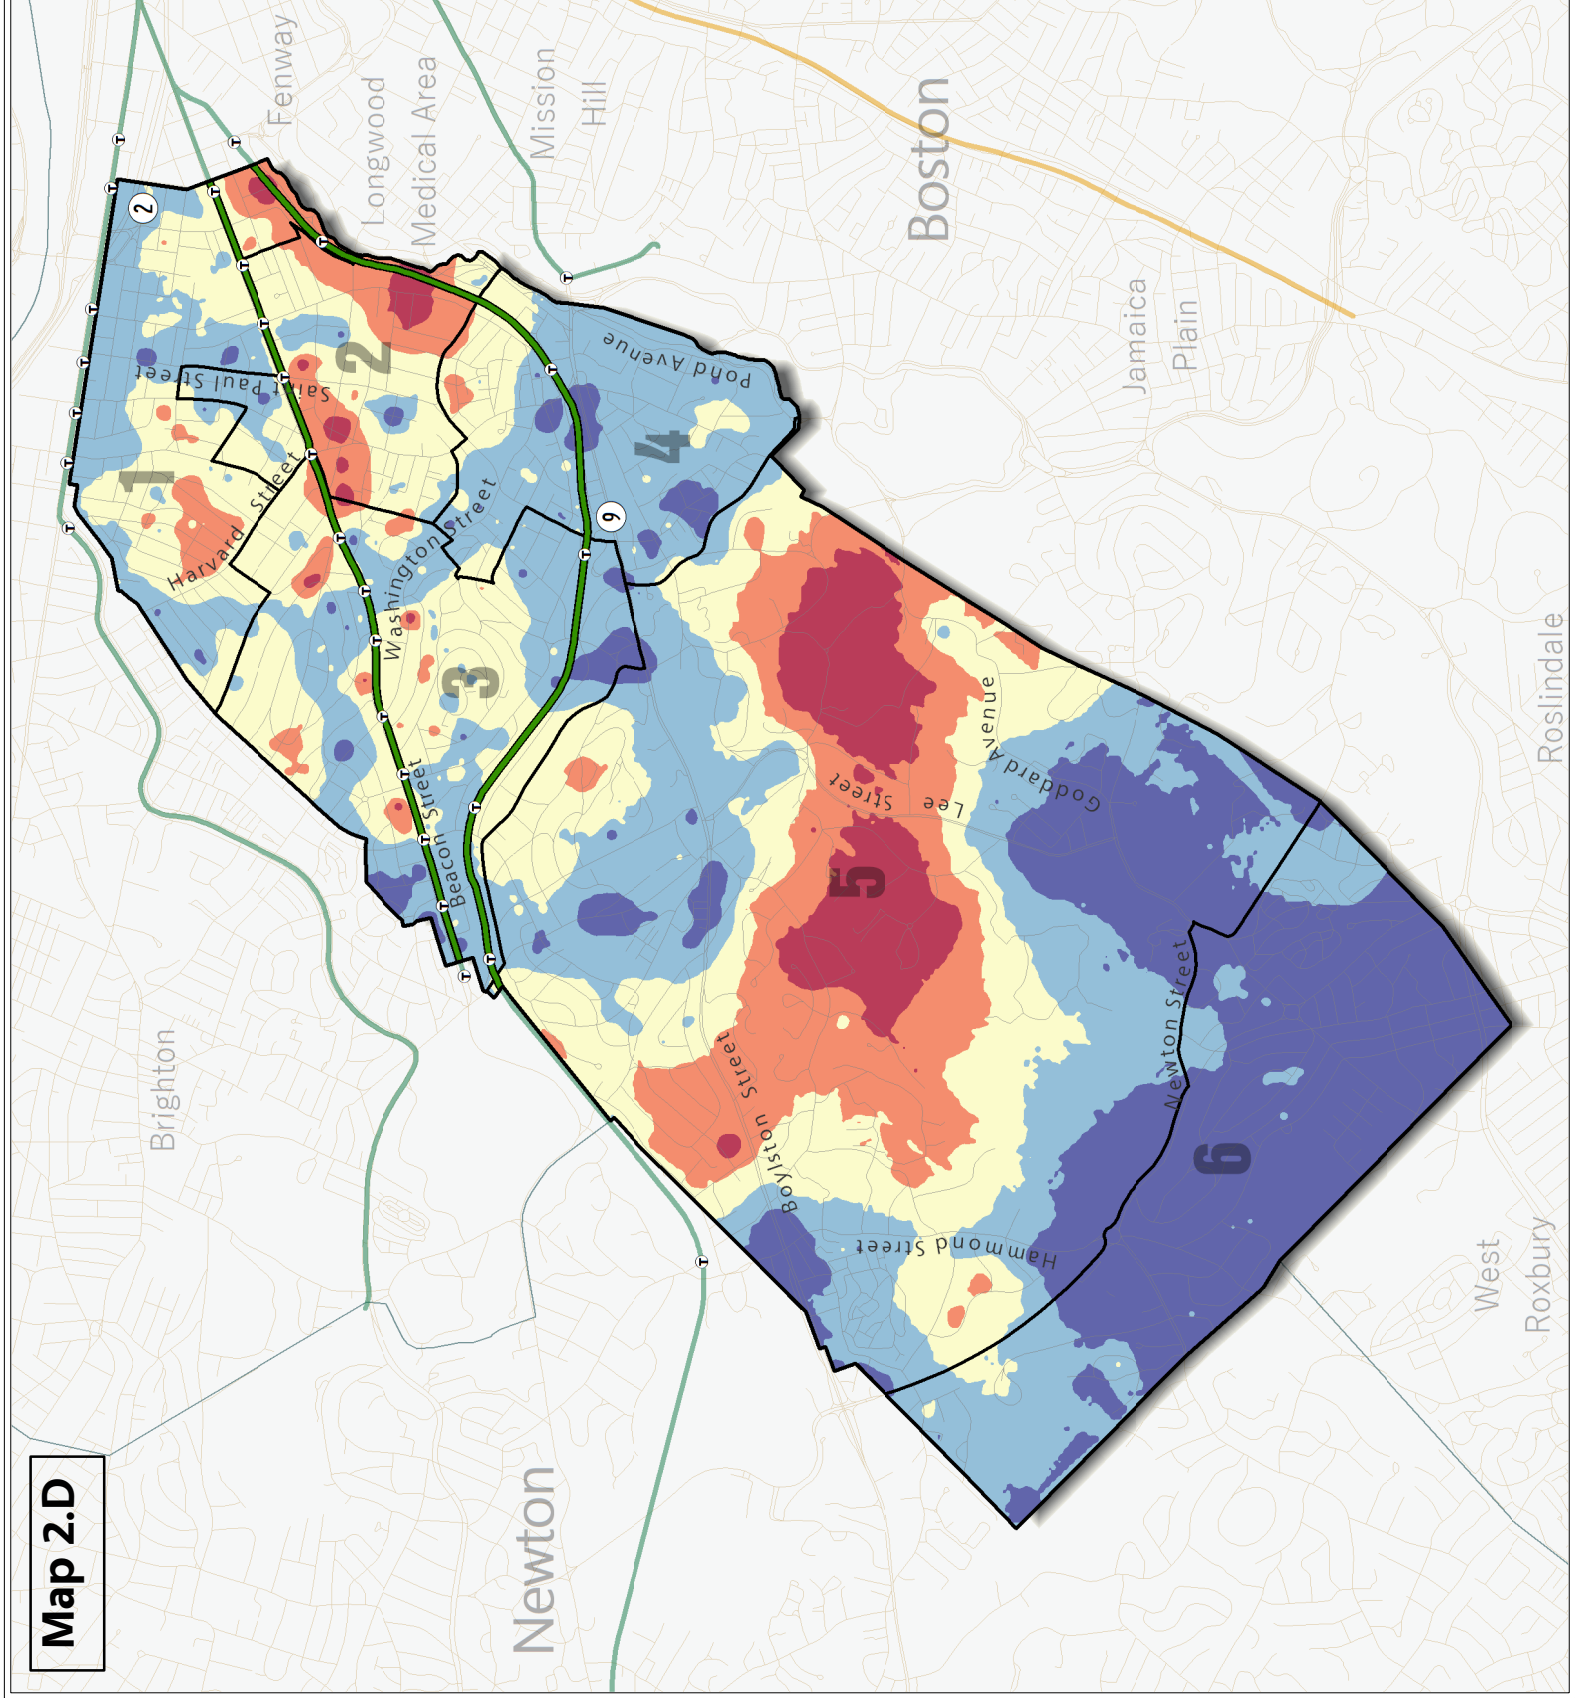 Map 2.D
Brighton
2
Fenway
1
Saint Paul Street
Harvard Street
2
Longwood
Medical Area
Washington Street
Beacon Street
3
Newton
Mission
Hill
9
Pond Avenue
4
Boylston Street
5
Lee Street
Hammond Street
Boston
Goddard Avenue
Jamaica
Plain
Newton Street
6
West
Roxbury
Roslindale